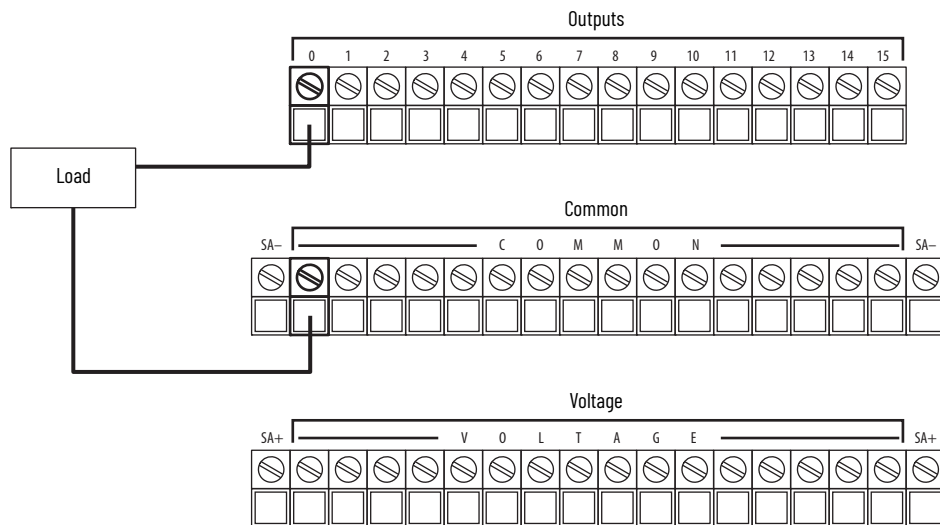 Outputs
0 1 2 3 4 5 6 7 8 9 10 11 12 13 14 15
Load
Common
SA– C O M M O N SA–
Voltage
SA+ V O L T A G E SA+